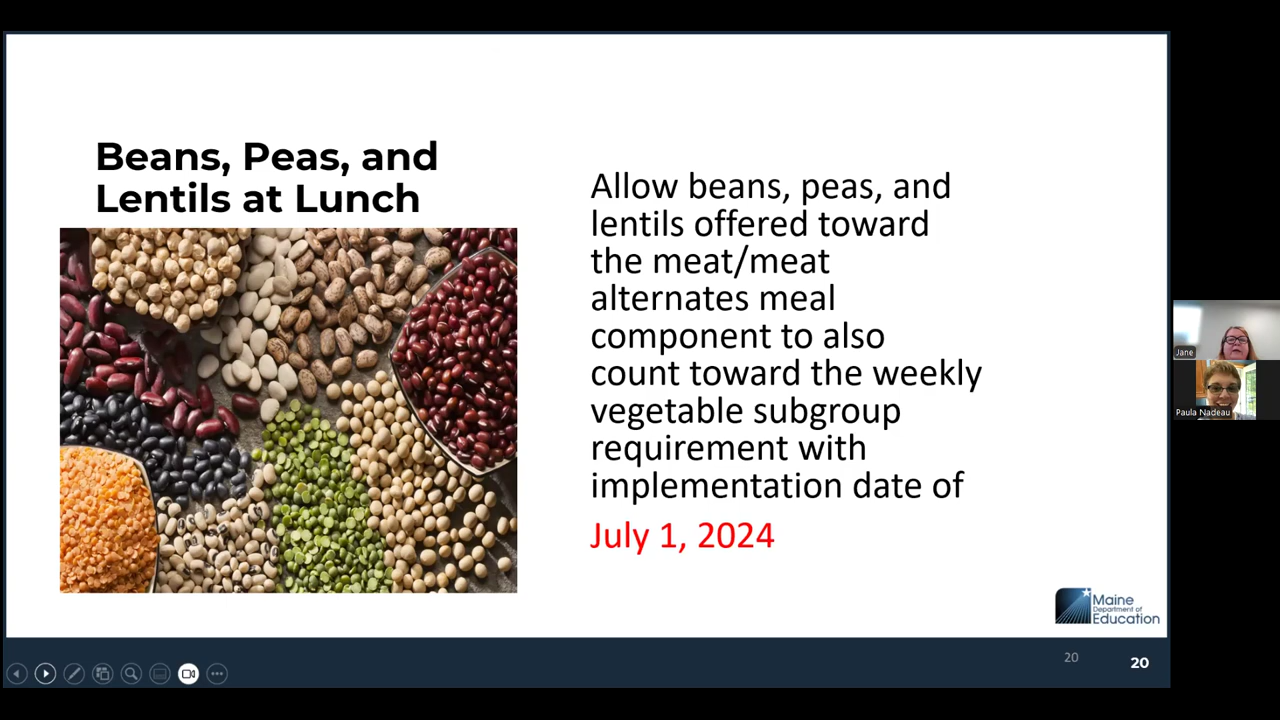 Beans, Peas, and
Lentils at Lunch
Allow beans, peas, and
lentils offered toward
the meat/meat
alternates meal
component to also
count toward the weekly
vegetable subgroup
requirement with
implementation date of
July 1, 2024
Maine
Department of
Education
20
20
Jane
Paula Nadeau